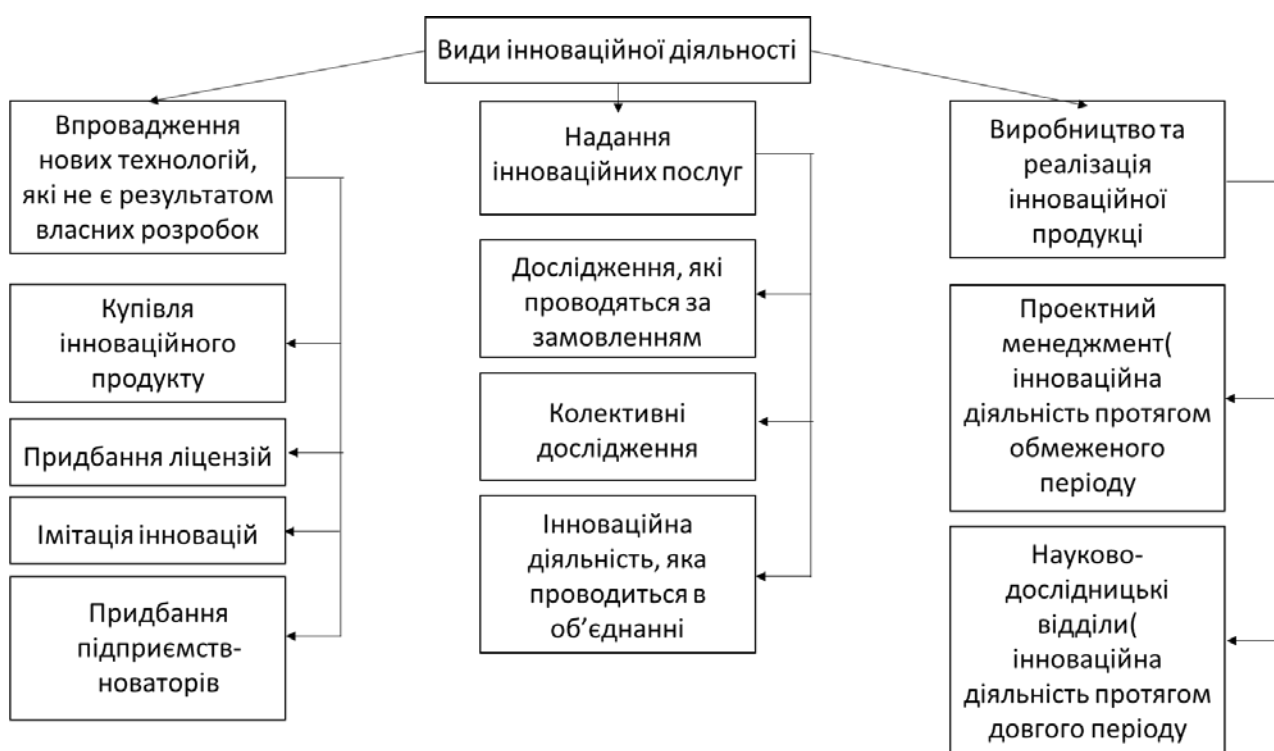 Види інноваційної діяльності
Впровадження
нових технологій,
які не є результатом
власних розробок
Купівля
інноваційного
продукту
Придбання ліцензій
Імітація інновацій
Придбання
підприємств-
новаторів
Надання
інноваційних послуг
Дослідження, які
проводяться за
замовленням
Колективні
дослідження
Інноваційна
діяльність, яка
проводиться в
об’єднанні
Виробництво та
реалізація
інноваційної
продукці
Проектний
менеджмент(
інноваційна
діяльність протягом
обмеженого
періоду
Науково-
дослідницькі
відділи(
інноваційна
діяльність протягом
довгого періоду